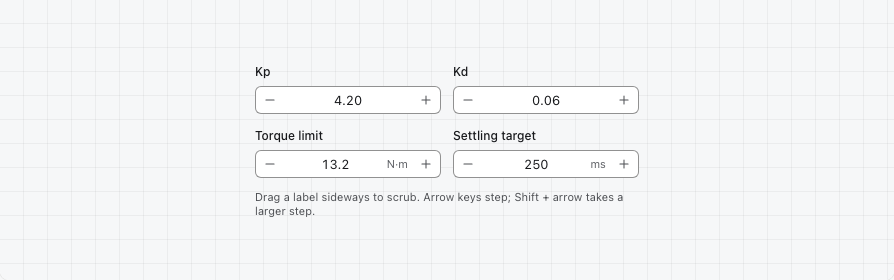 Kp Kd
− 4.20 + − 0.06 +
Torque limit Settling target
− 13.2 N·m + − 250 ms +
Drag a label sideways to scrub. Arrow keys step; Shift + arrow takes a
larger step.